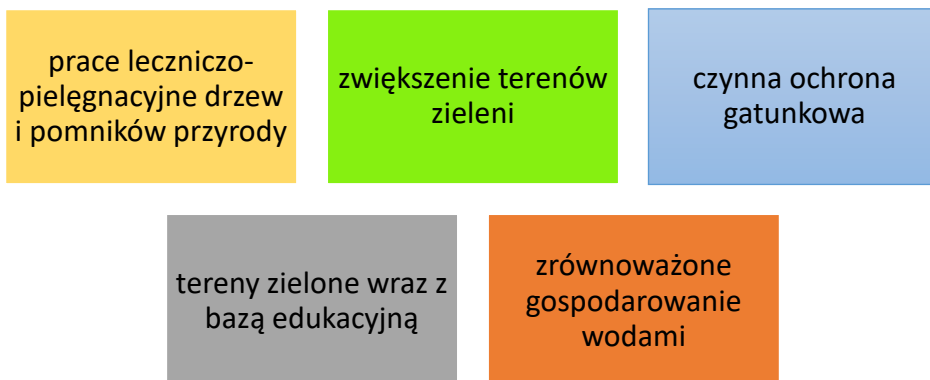 prace leczniczo-
pielęgnacyjne drzew
i pomników przyrody
zwiększenie terenów
zieleni
czynna ochrona
gatunkowa
tereny zielone wraz z
bazą edukacyjną
zrównoważone
gospodarowanie
wodami